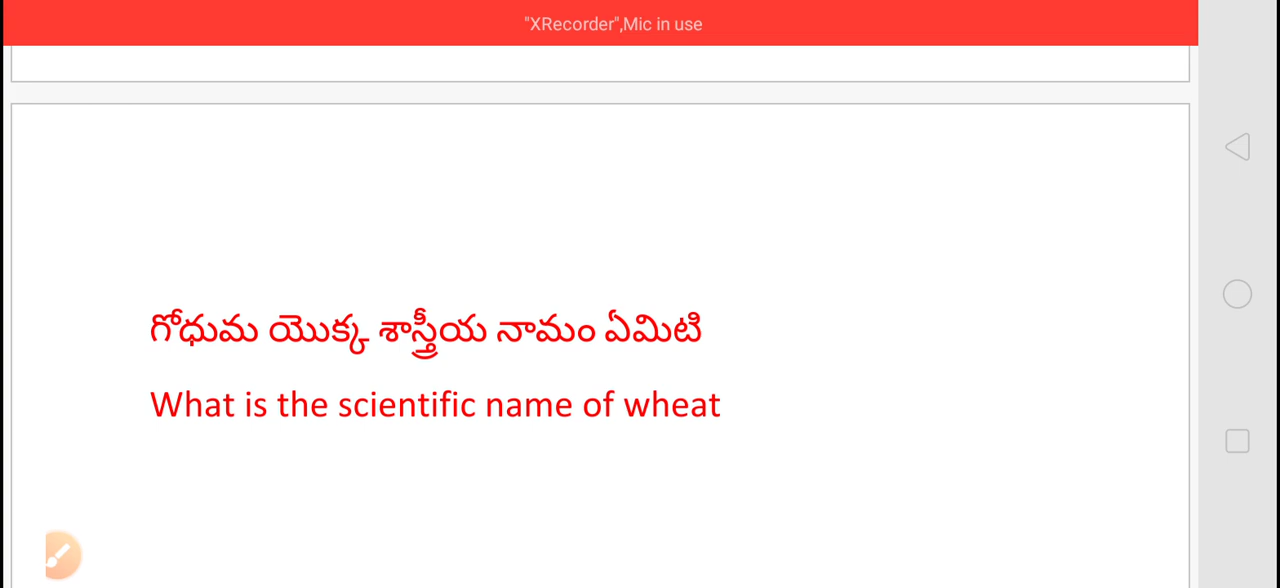 "XRecorder",Mic in use
గోధుమ యొక్క శాస్త్రీయ నామం ఏమిటి
What is the scientific name of wheat